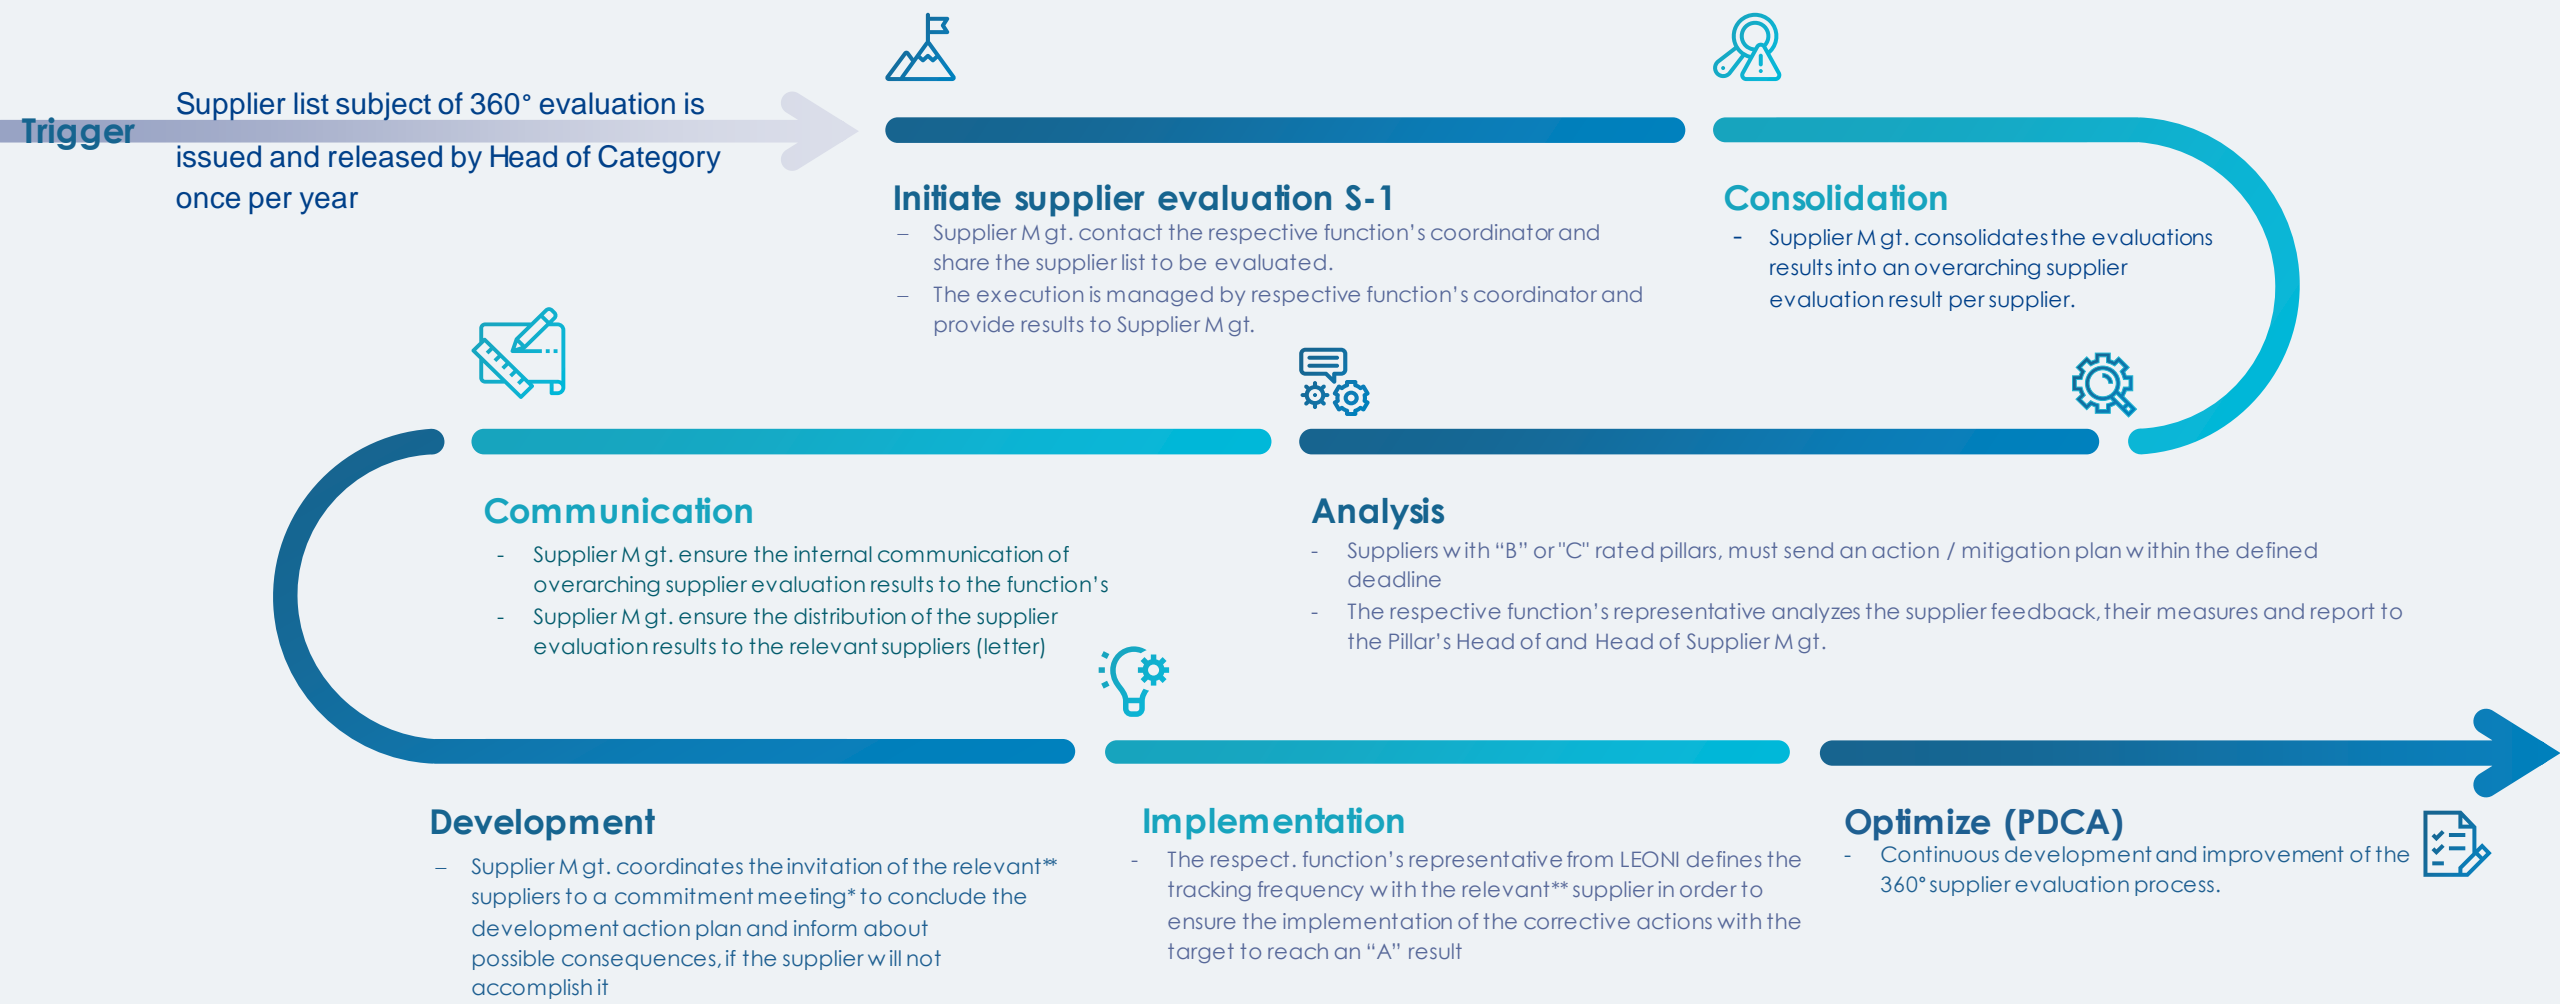 Trigger
Supplier list subject of 360° evaluation is
issued and released by Head of Category
once per year
Initiate supplier evaluation S-1
– Supplier Mgt. contact the respective function's coordinator and
share the supplier list to be evaluated.
– The execution is managed by respective function's coordinator and
provide results to Supplier Mgt.
Consolidation
- Supplier Mgt. consolidates the evaluations
results into an overarching supplier
evaluation result per supplier.
Communication
- Supplier Mgt. ensure the internal communication of
overarching supplier evaluation results to the function's
- Supplier Mgt. ensure the distribution of the supplier
evaluation results to the relevant suppliers (letter)
Analysis
- Suppliers with “B” or "C" rated pillars, must send an action / mitigation plan within the defined
deadline
- The respective function's representative analyzes the supplier feedback, their measures and report to
the Pillar's Head of and Head of Supplier Mgt.
Development
– Supplier Mgt. coordinates the invitation of the relevant**
suppliers to a commitment meeting* to conclude the
development action plan and inform about
possible consequences, if the supplier will not
accomplish it
Implementation
- The respect. function's representative from LEONI defines the
tracking frequency with the relevant** supplier in order to
ensure the implementation of the corrective actions with the
target to reach an “A” result
Optimize (PDCA)
- Continuous development and improvement of the
360° supplier evaluation process.